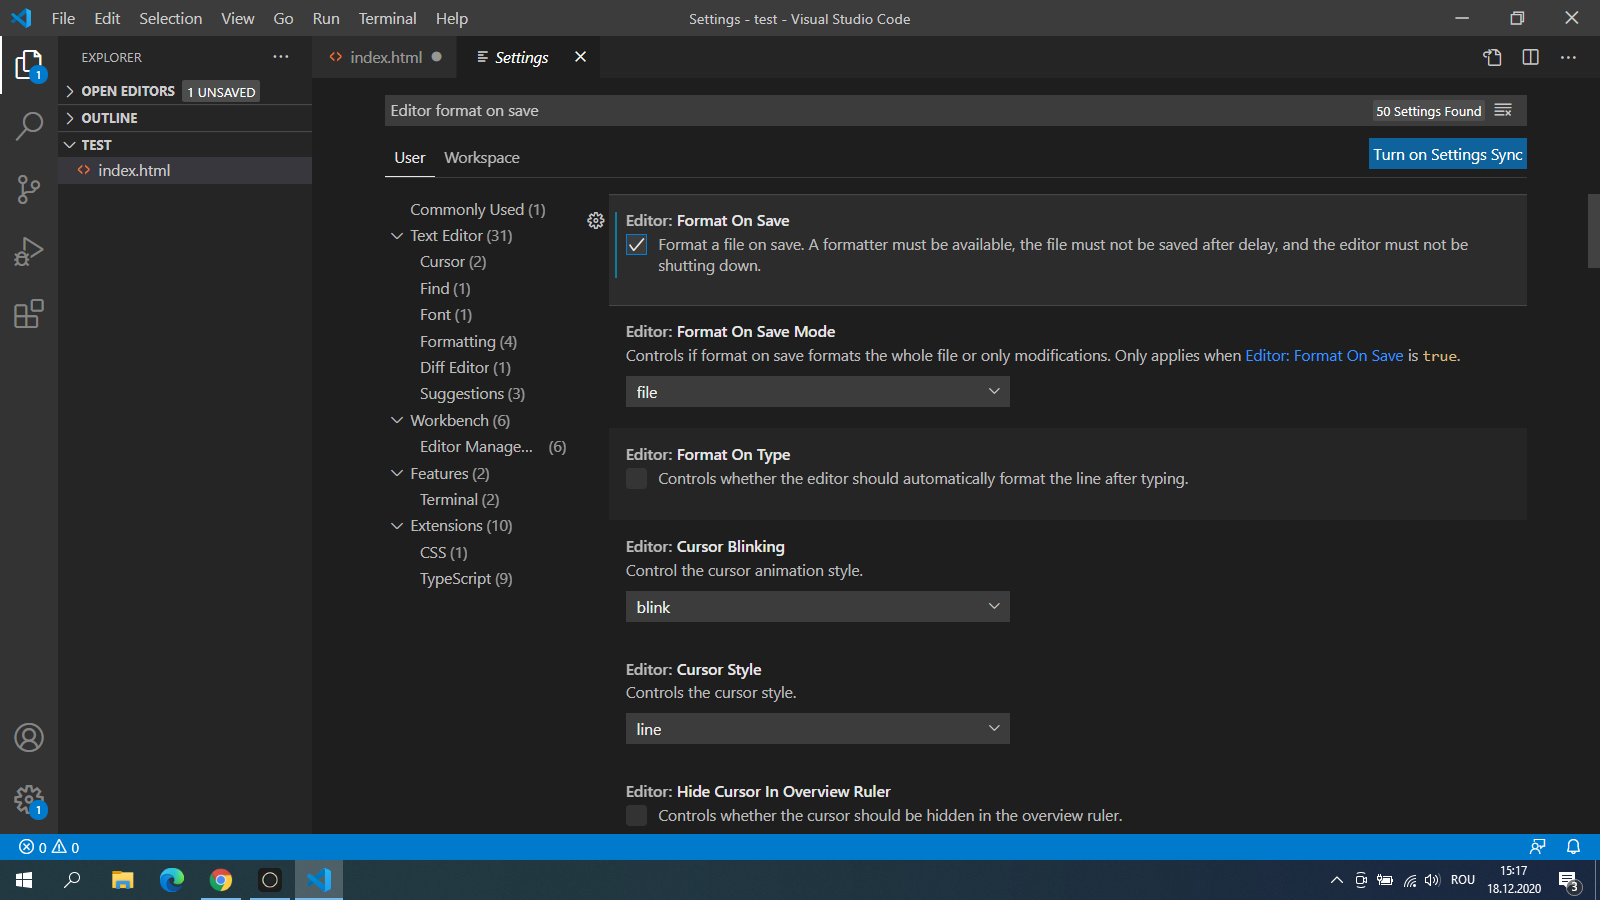 File Edit Selection View Go Run Terminal Help
Settings - test - Visual Studio Code
EXPLORER
index.html
Settings
OPEN EDITORS 1 UNSAVED
OUTLINE
TEST
index.html
Editor format on save
50 Settings Found
User Workspace
Turn on Settings Sync
Commonly Used (1)
Text Editor (31)
Cursor (2)
Find (1)
Font (1)
Formatting (4)
Diff Editor (1)
Suggestions (3)
Workbench (6)
Editor Manage... (6)
Features (2)
Terminal (2)
Extensions (10)
CSS (1)
TypeScript (9)
Editor: Format On Save
Format a file on save. A formatter must be available, the file must not be saved after delay, and the editor must not be
shutting down.
Editor: Format On Save Mode
Controls if format on save formats the whole file or only modifications. Only applies when Editor: Format On Save is true.
file
Editor: Format On Type
Controls whether the editor should automatically format the line after typing.
Editor: Cursor Blinking
Control the cursor animation style.
blink
Editor: Cursor Style
Controls the cursor style.
line
Editor: Hide Cursor In Overview Ruler
Controls whether the cursor should be hidden in the overview ruler.
1
1
0 0
ROU
15:17
18.12.2020
3